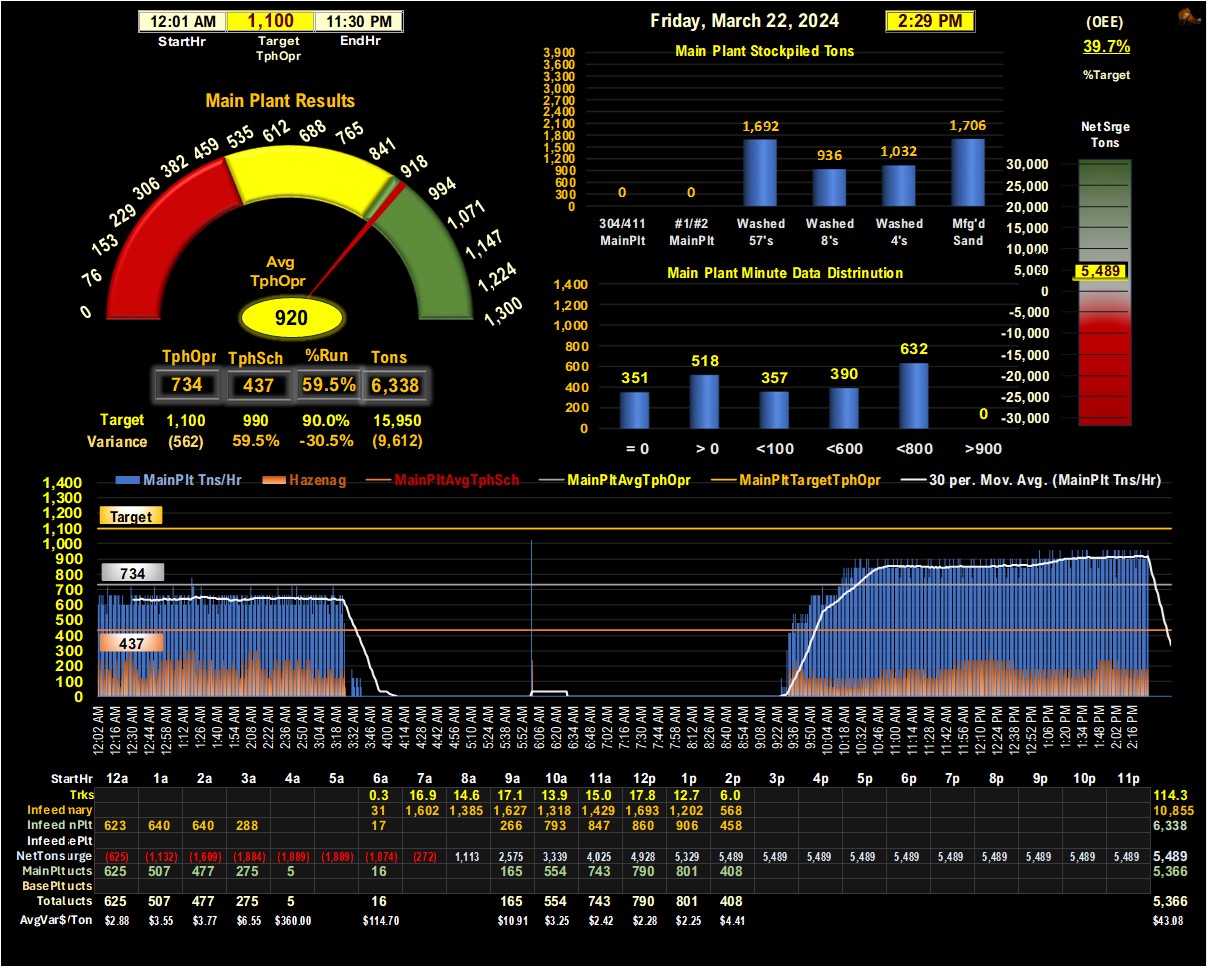 12:01 AM 1,100 11:30 PM
StartHr Target TphOpr EndHr
Friday, March 22, 2024 2:29 PM
(OEE)
39.7%
%Target
Main Plant Results
0 76 153 229 306 382 459 535 612 688 765 841 918 994 1,071 1,147 1,224 1,300
Avg
TphOpr
920
TphOpr TphSch %Run Tons
734 437 59.5% 6,338
Target 1,100 990 90.0% 15,950
Variance (562) 59.5% -30.5% (9,612)
Main Plant Stockpiled Tons
3,900
3,600
3,300
3,000
2,700
2,400
2,100
1,800
1,500
1,200
900
600
300
0
0 0 1,692 936 1,032 1,706
304/411 #1/#2 Washed Washed Washed Mfg'd
MainPlt MainPlt 57's 8's 4's Sand
Main Plant Minute Data Distrinution
1,400
1,200
1,000
800
600
400
200
0
351 518 357 390 632 0
= 0 > 0 <100 <600 <800 >900
Net Srge
Tons
30,000
25,000
20,000
15,000
10,000
5,000
0
-5,000
-10,000
-15,000
-20,000
-25,000
-30,000
5,489
MainPlt Tns/Hr Hazenag MainPltAvgTphSch MainPltAvgTphOpr MainPltTargetTphOpr 30 per. Mov. Avg. (MainPlt Tns/Hr)
1,400
1,300
1,200
1,100
1,000
900
800
700
600
500
400
300
200
100
0
Target
734
437
12:02 AM 12:16 AM 12:30 AM 12:44 AM 12:58 AM 1:12 AM 1:26 AM 1:40 AM 1:54 AM 2:08 AM 2:22 AM 2:36 AM 2:50 AM 3:04 AM 3:18 AM 3:32 AM 3:46 AM 4:00 AM 4:14 AM 4:28 AM 4:42 AM 4:56 AM 5:10 AM 5:24 AM 5:38 AM 5:52 AM 6:06 AM 6:20 AM 6:34 AM 6:48 AM 7:02 AM 7:16 AM 7:30 AM 7:44 AM 7:58 AM 8:12 AM 8:26 AM 8:40 AM 8:54 AM 9:08 AM 9:22 AM 9:36 AM 9:50 AM 10:04 AM 10:18 AM 10:32 AM 10:46 AM 11:00 AM 11:14 AM 11:28 AM 11:42 AM 11:56 AM 12:10 PM 12:24 PM 12:38 PM 12:52 PM 1:06 PM 1:20 PM 1:34 PM 1:48 PM 2:02 PM 2:16 PM
StartHr 12a 1a 2a 3a 4a 5a 6a 7a 8a 9a 10a 11a 12p 1p 2p 3p 4p 5p 6p 7p 8p 9p 10p 11p
Trks 0.3 16.9 14.6 17.1 13.9 15.0 17.8 12.7 6.0 114.3
Infeed nary 31 1,602 1,385 1,627 1,318 1,429 1,693 1,202 568 10,855
Infeed nPlt 623 640 640 288 17 266 793 847 860 906 458 6,338
Infeed ePlt
NetTons urge (625) (1,132) (1,609) (1,884) (1,889) (1,889) (1,874) (272) 1,113 2,575 3,339 4,025 4,928 5,329 5,489 5,489 5,489 5,489 5,489 5,489 5,489 5,489 5,489 5,489 5,489
MainPlt ucts 625 507 477 275 5 16 165 554 743 790 801 408 5,366
BasePlt ucts
Total ucts 625 507 477 275 5 16 165 554 743 790 801 408 5,366
AvgVar$/Ton $2.88 $3.55 $3.77 $6.55 $360.00 $114.70 $10.91 $3.25 $2.42 $2.28 $2.25 $4.41 $43.08